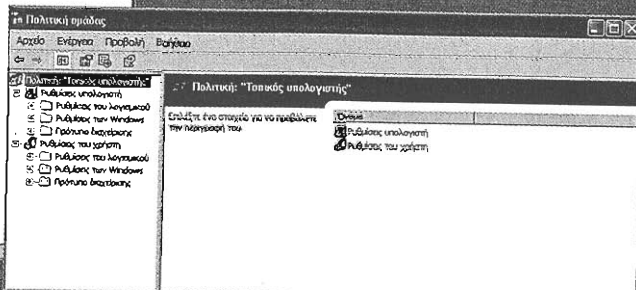 Πολιτική ομάδας
Αρχείο Ενέργεια Προβολή Βοήθεια
Πολιτική: "Τοπικός υπολογιστής"
Ρυθμίσεις υπολογιστή
Ρυθμίσεις του λογισμικού
Ρυθμίσεις των Windows
Πρότυπα διαχείρισης
Ρυθμίσεις του χρήστη
Ρυθμίσεις του λογισμικού
Ρυθμίσεις των Windows
Πρότυπα διαχείρισης
Πολιτική: "Τοπικός υπολογιστής"
Επιλέξτε ένα στοιχείο για να προβάλετε
την περιγραφή του.
Όνομα
Ρυθμίσεις υπολογιστή
Ρυθμίσεις του χρήστη